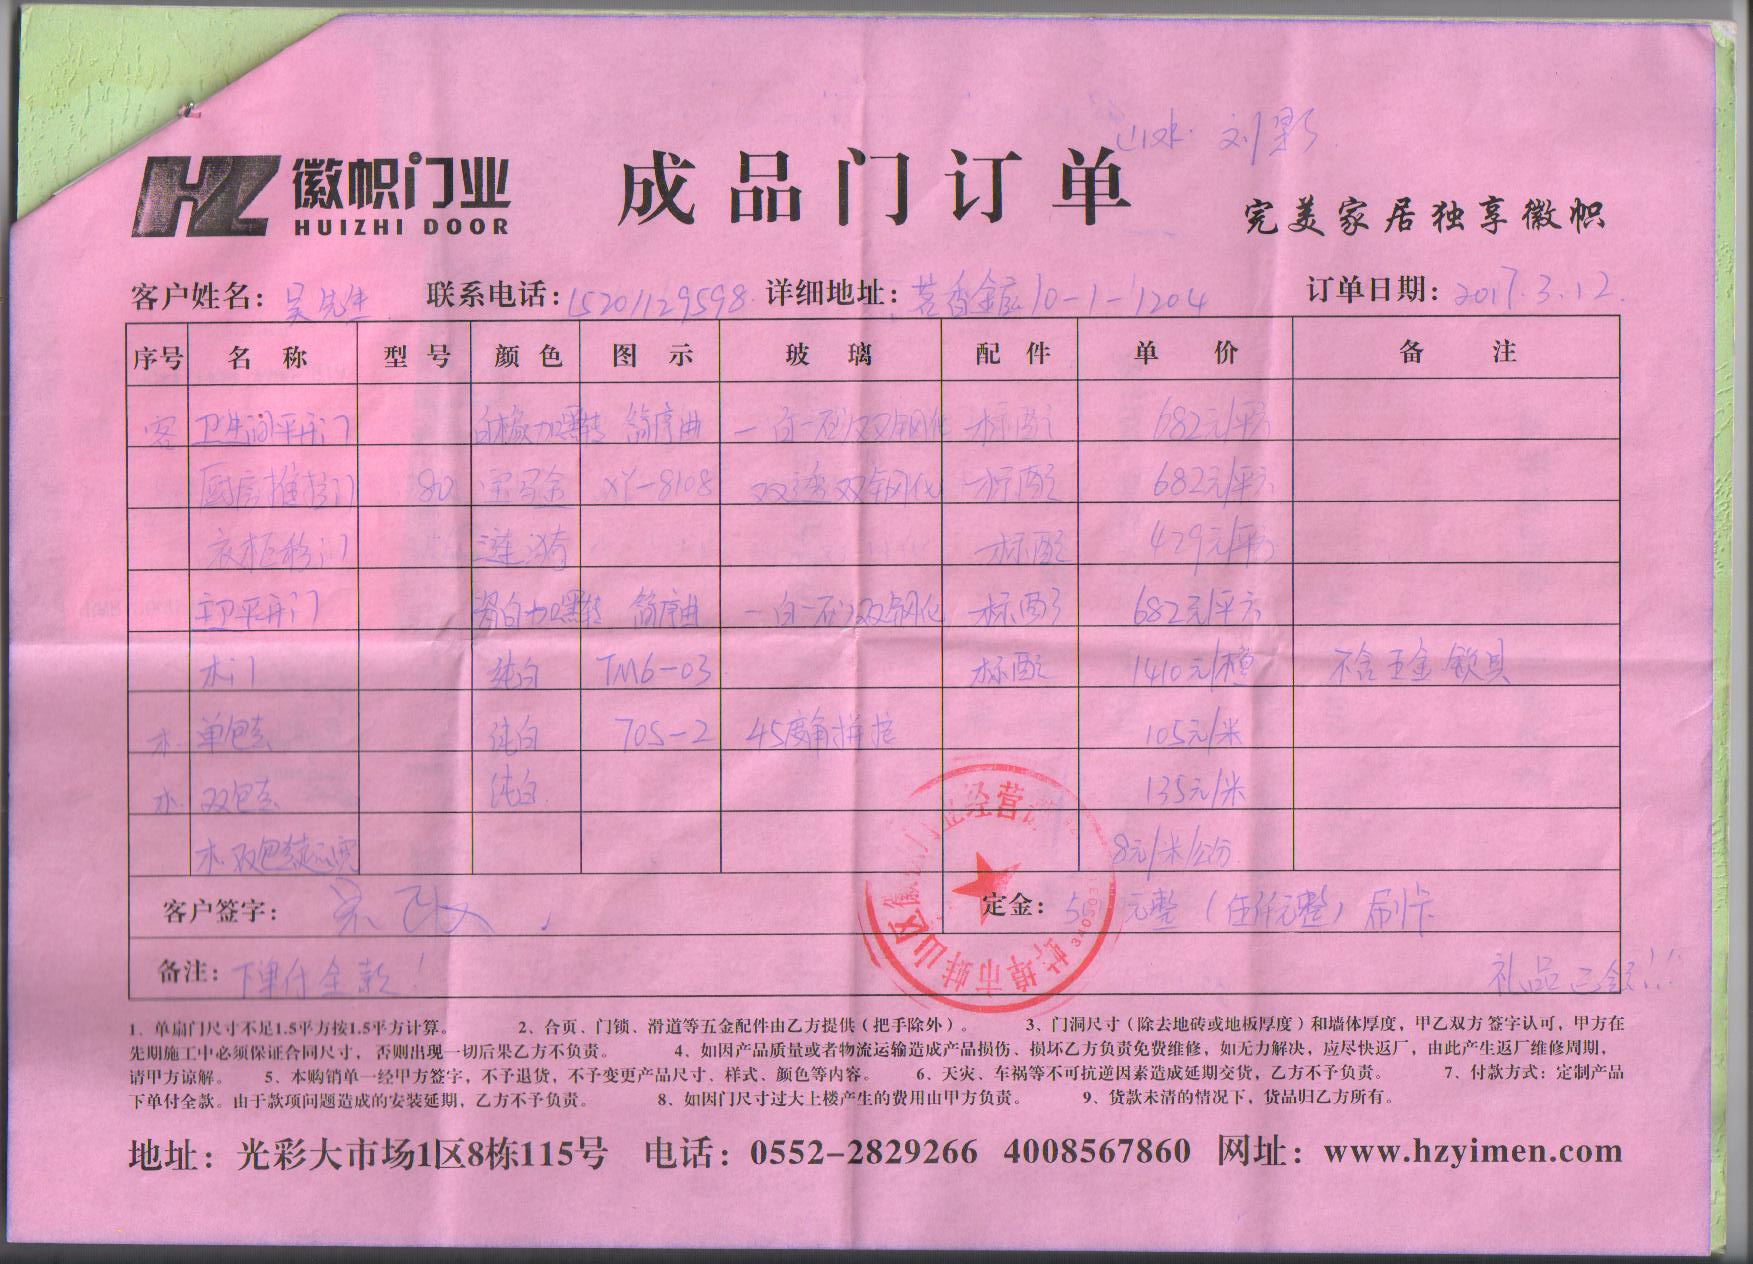 山水 刘影
HZ 徽帜门业 成品门订单
HUIZHI DOOR 完美家居独享徽帜
客户姓名: 吴先生 联系电话: 15201129598 详细地址: 10-1-1204 订单日期: 2017.3.12.
序号 名称 型号 颜色 图示 玻璃 配件 单价 备注
客 卫生间平开门 白橡加黑转 简序曲 一白一砂双钢化 标配 682元/平方
厨房推拉门 80 宝马金 XY-8108 双透双钢化 标配 682元/平方
衣柜移门 涟漪 标配 429元/平方
主卫平开门 瓷白加黑转 简序曲 一白一砂双钢化 标配 682元/平方
木门 纯白 TM6-03 标配 1410元/樘 不含五金锁具
木 单包套 纯白 70S-2 45度角拼接 105元/米
木 双包套 纯白 135元/米
木双包套 8元/米/公分
客户签字: 定金: 元整(伍仟元整)刷卡
备注: 下单付全款! 礼品已领!!!
蚌埠市蚌山区徽帜门业经营部
1、单扇门尺寸不足1.5平方按1.5平方计算。 2、合页、门锁、滑道等五金配件由乙方提供(把手除外)。 3、门洞尺寸(除去地砖或地板厚度)和墙体厚度,甲乙双方签字认可,甲方在
先期施工中必须保证合同尺寸,否则出现一切后果乙方不负责。 4、如因产品质量或者物流运输造成产品损伤、损坏乙方负责免费维修,如无力解决,应尽快返厂,由此产生返厂维修周期,
请甲方谅解。 5、本购销单一经甲方签字,不予退货,不予变更产品尺寸、样式、颜色等内容。 6、天灾、车祸等不可抗逆因素造成延期交货,乙方不予负责。 7、付款方式:定制产品
下单付全款。由于款项问题造成的安装延期,乙方不予负责。 8、如因门尺寸过大上楼产生的费用由甲方负责。 9、货款未清的情况下,货品归乙方所有。
地址:光彩大市场1区8栋115号 电话:0552-2829266 4008567860 网址:www.hzyimen.com